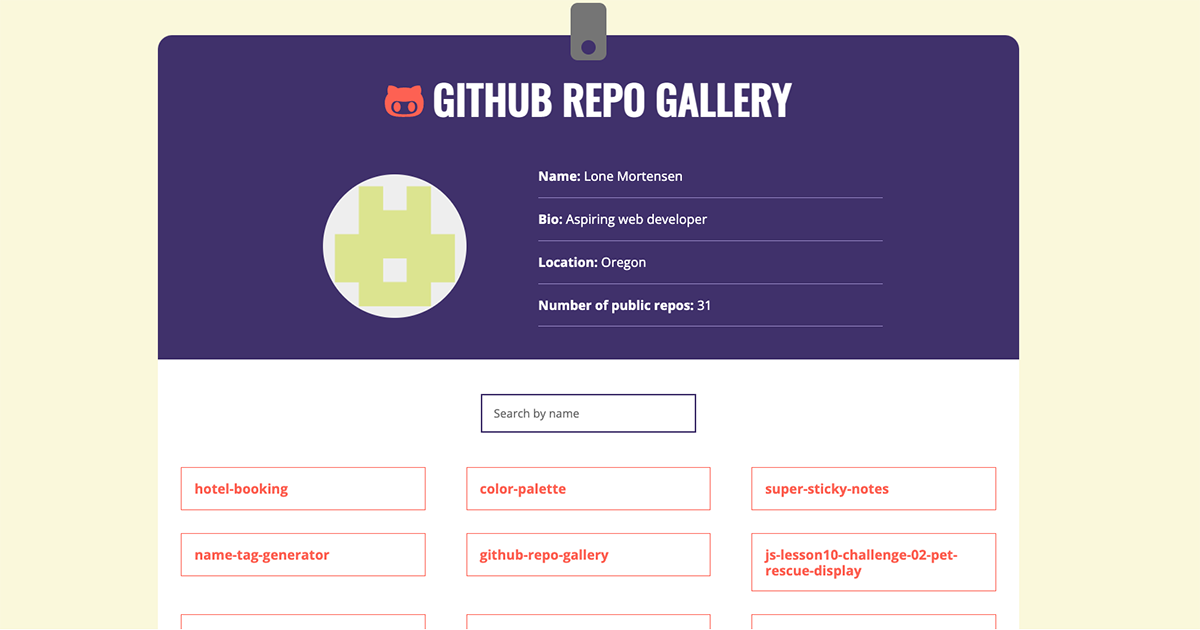 GITHUB REPO GALLERY
Name: Lone Mortensen
Bio: Aspiring web developer
Location: Oregon
Number of public repos: 31
Search by name
hotel-booking
color-palette
super-sticky-notes
name-tag-generator
github-repo-gallery
js-lesson10-challenge-02-pet-
rescue-display